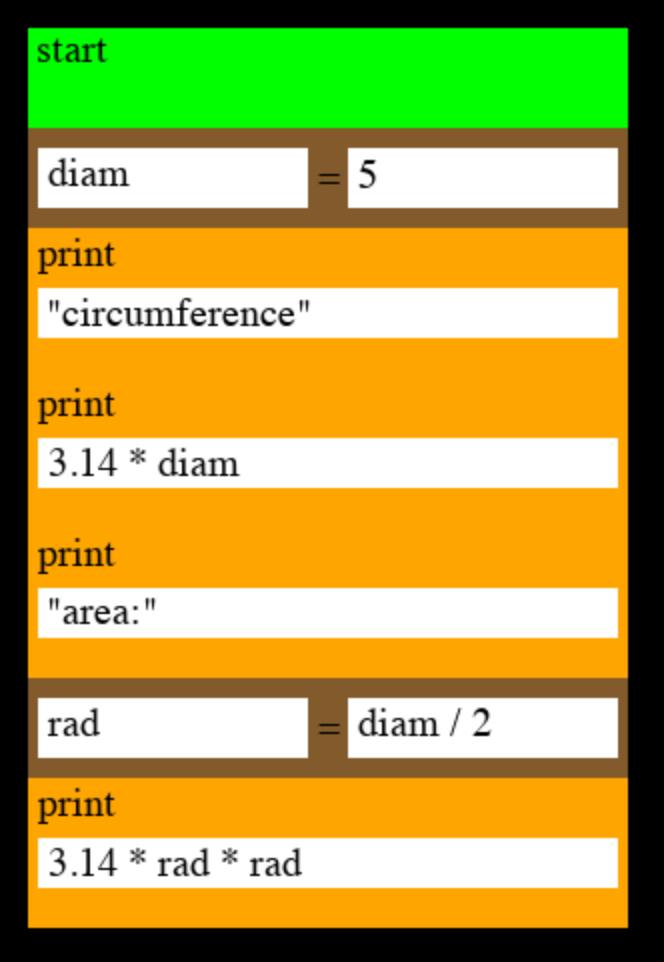 start
diam = 5
print
"circumference"
print
3.14 * diam
print
"area:"
rad = diam / 2
print
3.14 * rad * rad